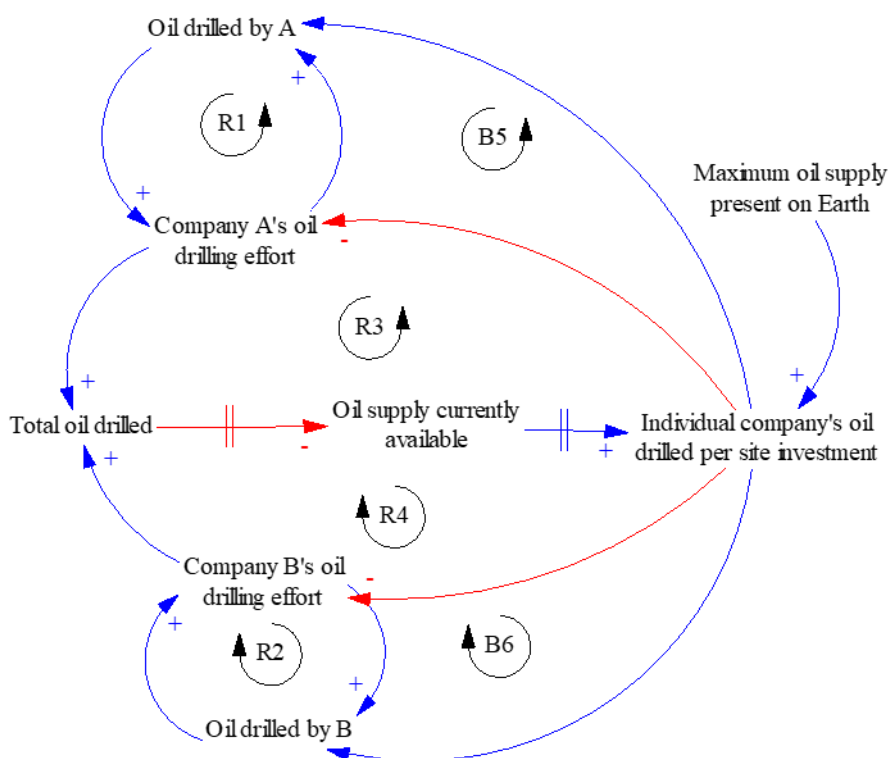 Oil drilled by A
+
R1
B5
Maximum oil supply
present on Earth
+
Company A's oil
drilling effort
-
R3
+
+
Total oil drilled
-
Oil supply currently
available
+
Individual company's oil
drilled per site investment
+
R4
Company B's oil
drilling effort
-
+
R2
B6
+
Oil drilled by B